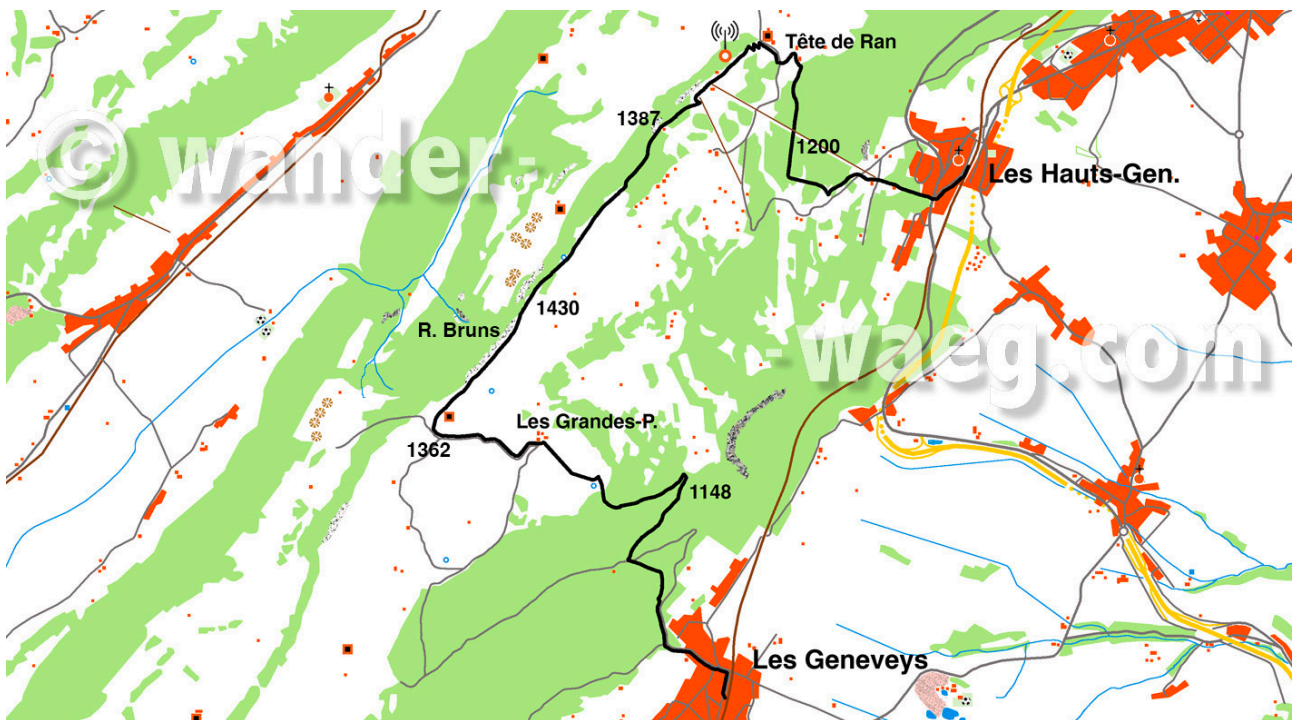 Tête de Ran
1387
1200
© wander-
Les Hauts-Gen.
1430
R. Bruns
-waeg.com
Les Grandes-P.
1362
1148
Les Geneveys